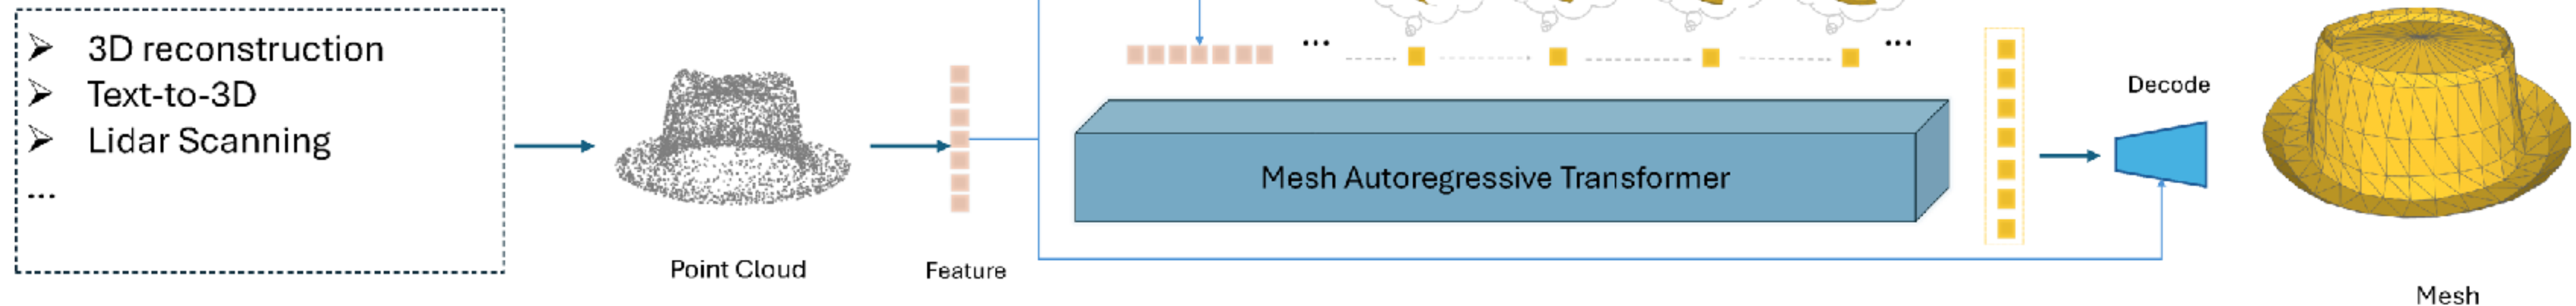 3D reconstruction
Text-to-3D
Lidar Scanning
...
Point Cloud
Feature
...
...
Mesh Autoregressive Transformer
Decode
Mesh